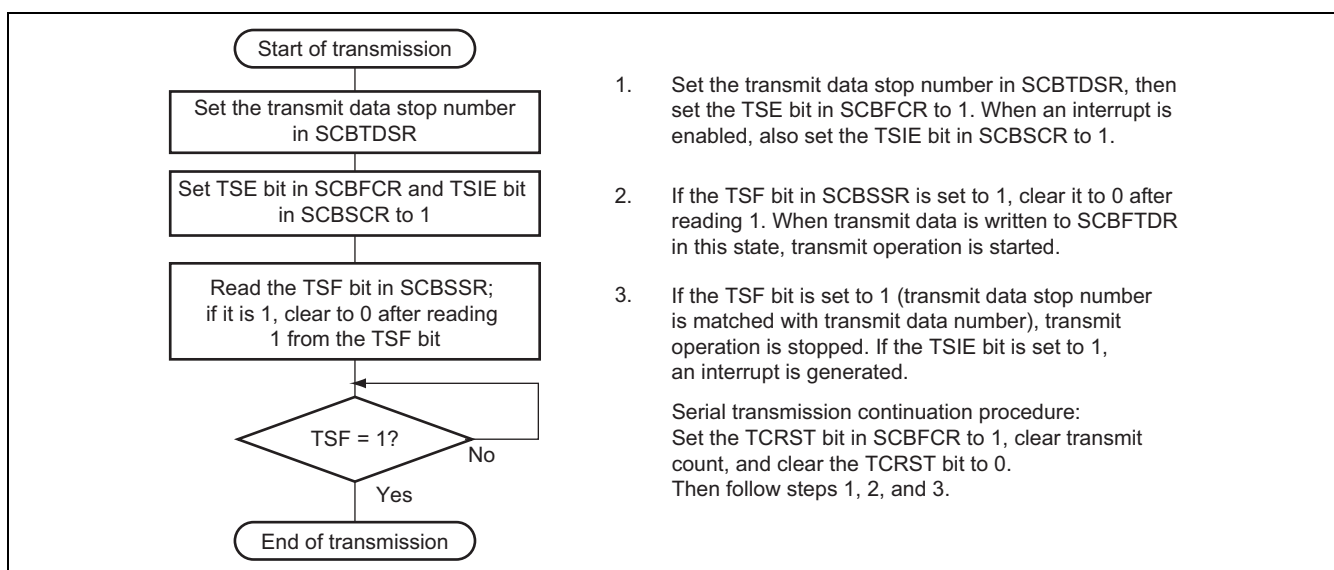 Start of transmission
Set the transmit data stop number
in SCBTDSR
Set TSE bit in SCBFCR and TSIE bit
in SCBSCR to 1
Read the TSF bit in SCBSSR;
if it is 1, clear to 0 after reading
1 from the TSF bit
TSF = 1?
No
Yes
End of transmission
1. Set the transmit data stop number in SCBTDSR, then
set the TSE bit in SCBFCR to 1. When an interrupt is
enabled, also set the TSIE bit in SCBSCR to 1.
2. If the TSF bit in SCBSSR is set to 1, clear it to 0 after
reading 1. When transmit data is written to SCBFTDR
in this state, transmit operation is started.
3. If the TSF bit is set to 1 (transmit data stop number
is matched with transmit data number), transmit
operation is stopped. If the TSIE bit is set to 1,
an interrupt is generated.
Serial transmission continuation procedure:
Set the TCRST bit in SCBFCR to 1, clear transmit
count, and clear the TCRST bit to 0.
Then follow steps 1, 2, and 3.